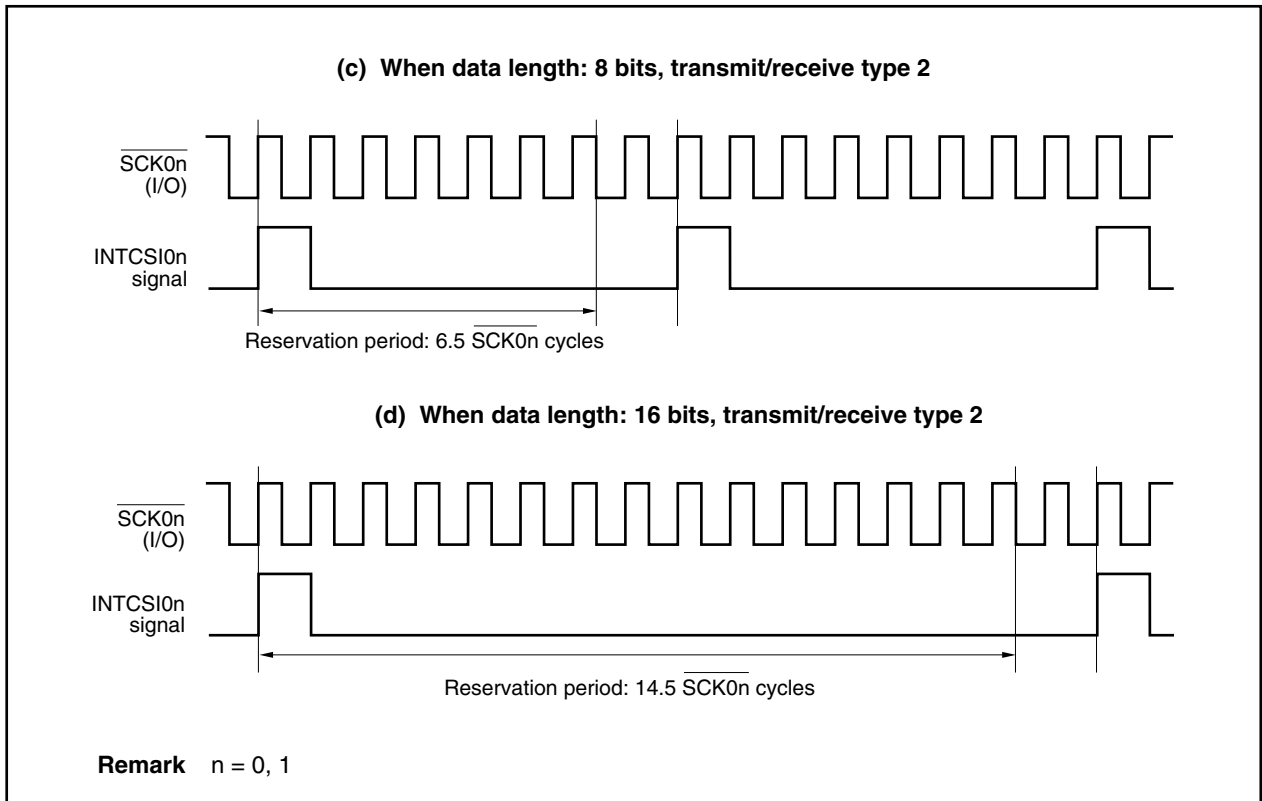 (c) When data length: 8 bits, transmit/receive type 2
SCK0n
(I/O)
INTCSI0n
signal
Reservation period: 6.5 SCK0n cycles
(d) When data length: 16 bits, transmit/receive type 2
SCK0n
(I/O)
INTCSI0n
signal
Reservation period: 14.5 SCK0n cycles
Remark n = 0, 1